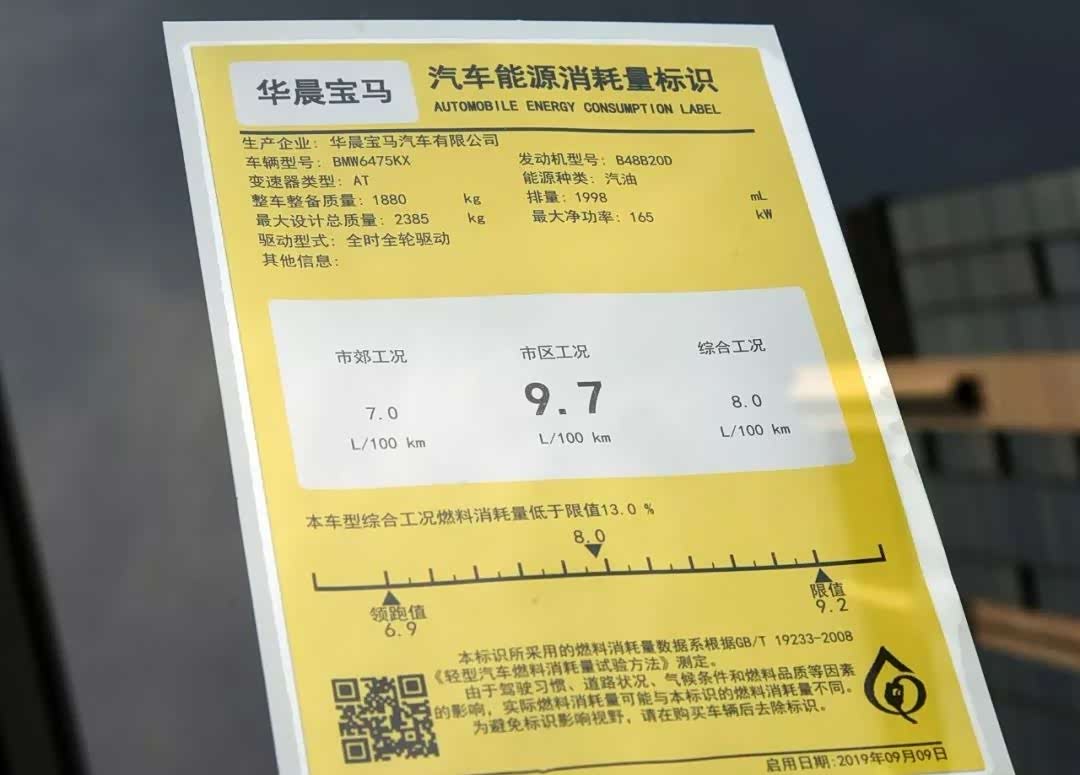 华晨宝马
汽车能源消耗量标识
AUTOMOBILE ENERGY CONSUMPTION LABEL
生产企业: 华晨宝马汽车有限公司
车辆型号: BMW6475KX 发动机型号: B48B20D
变速器类型: AT 能源种类: 汽油
整车整备质量: 1880 kg 排量: 1998 mL
最大设计总质量: 2385 kg 最大净功率: 165 kW
驱动型式: 全时全轮驱动
其他信息:
市郊工况 市区工况 综合工况
7.0 9.7 8.0
L/100 km L/100 km L/100 km
本车型综合工况燃料消耗量低于限值13.0 %
8.0
领跑值 限值
6.9 9.2
本标识所采用的燃料消耗量数据系根据GB/T 19233-2008
《轻型汽车燃料消耗量试验方法》测定。
由于驾驶习惯、道路状况、气候条件和燃料品质等因素
的影响，实际燃料消耗量可能与本标识的燃料消耗量不同。
为避免标识影响视野，请在购买车辆后去除标识。
启用日期:2019年09月09日